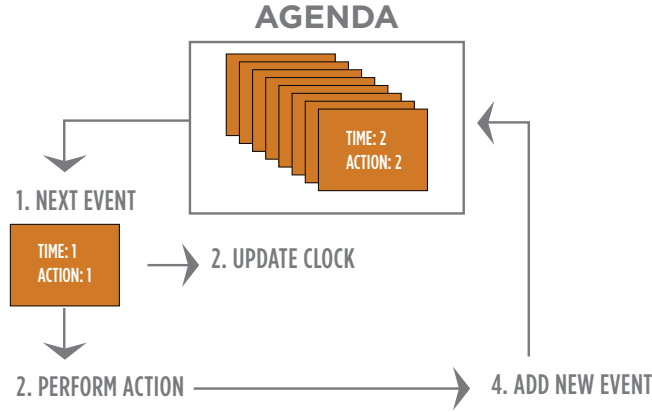 AGENDA
TIME: 2
ACTION: 2
1. NEXT EVENT
TIME: 1
ACTION: 1
2. UPDATE CLOCK
2. PERFORM ACTION
4. ADD NEW EVENT